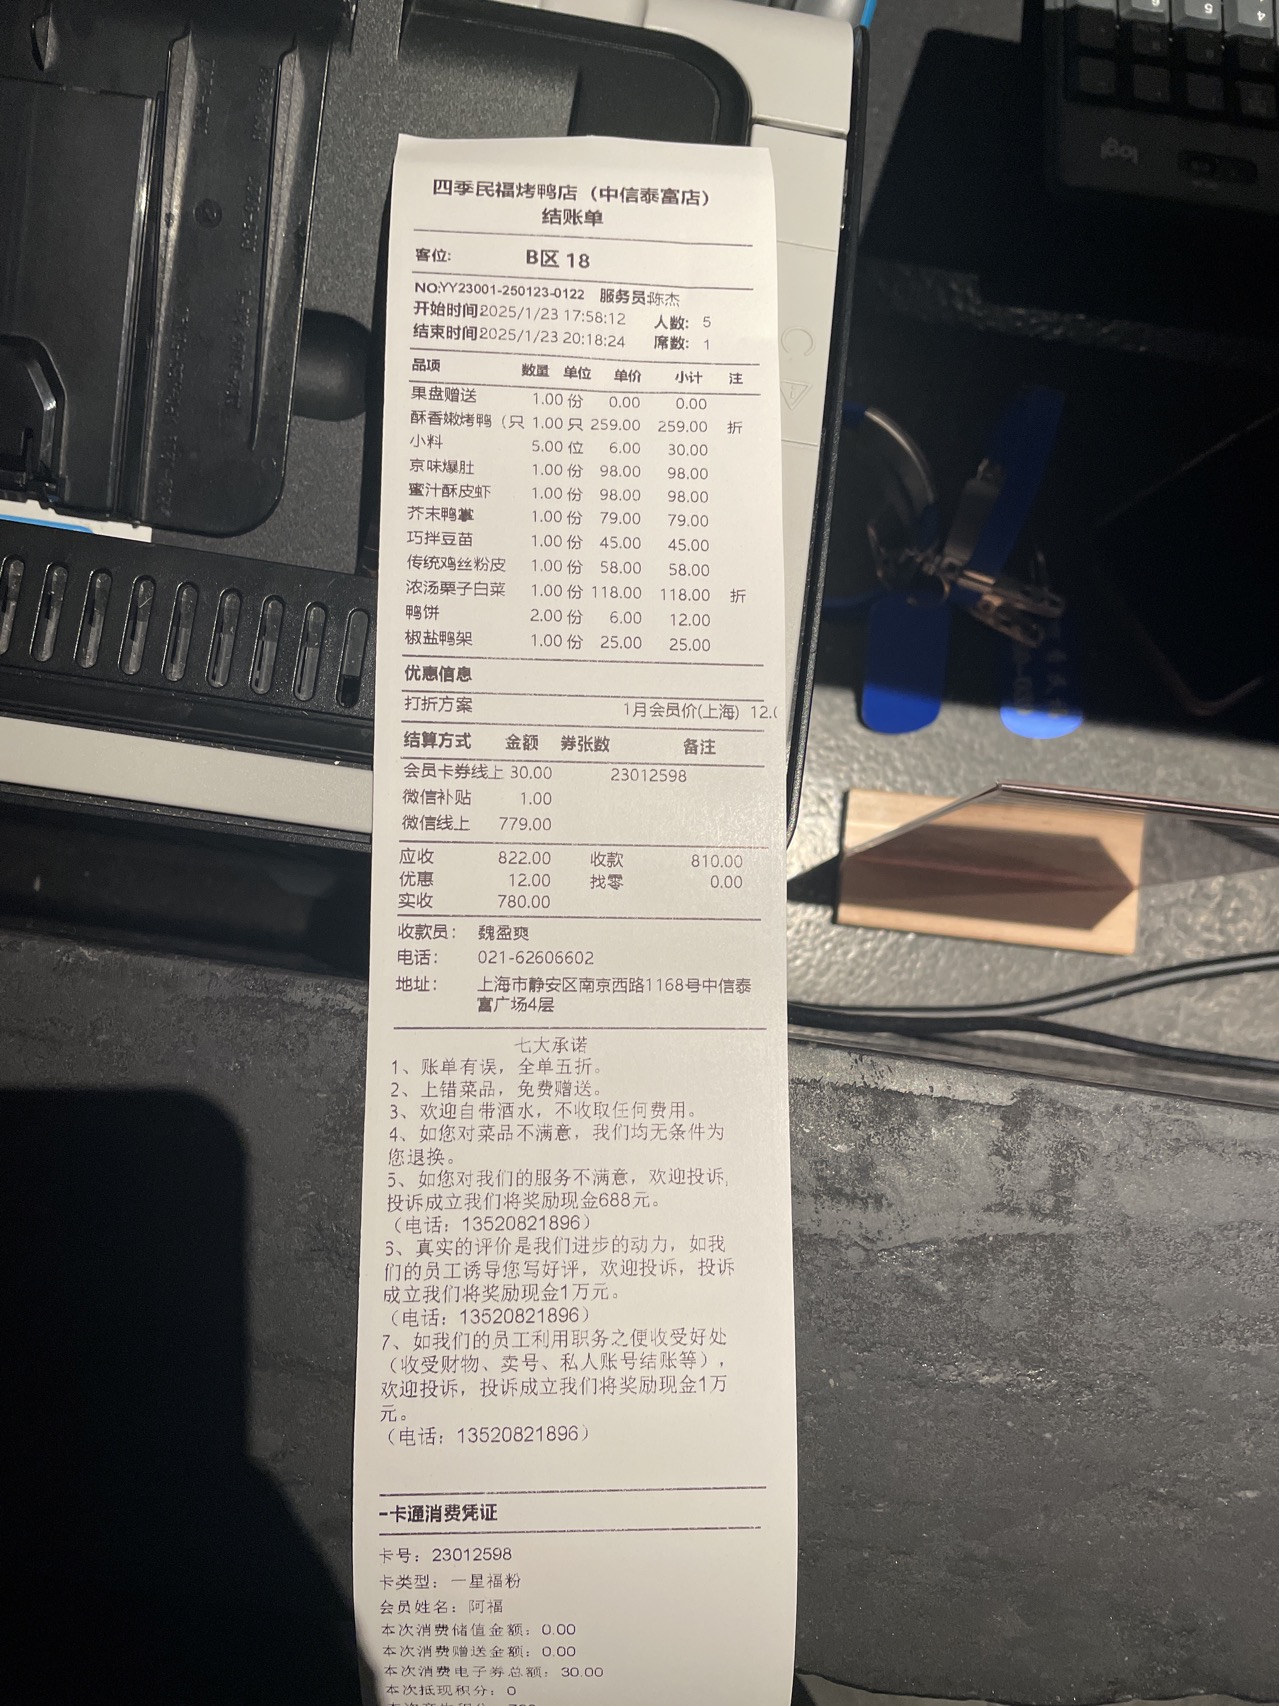 四季民福烤鸭店（中信泰富店）
结账单
客位: B区 18
NO:YY23001-250123-0122 服务员:陈杰
开始时间2025/1/23 17:58:12 人数: 5
结束时间2025/1/23 20:18:24 席数: 1
品项 数量 单位 单价 小计 注
果盘赠送 1.00 份 0.00 0.00
酥香嫩烤鸭（只 1.00 只 259.00 259.00 折
小料 5.00 位 6.00 30.00
京味爆肚 1.00 份 98.00 98.00
蜜汁酥皮虾 1.00 份 98.00 98.00
芥末鸭掌 1.00 份 79.00 79.00
巧拌豆苗 1.00 份 45.00 45.00
传统鸡丝粉皮 1.00 份 58.00 58.00
浓汤栗子白菜 1.00 份 118.00 118.00 折
鸭饼 2.00 份 6.00 12.00
椒盐鸭架 1.00 份 25.00 25.00
优惠信息
打折方案 1月会员价(上海) 12.0
结算方式 金额 券张数 备注
会员卡券线上 30.00 23012598
微信补贴 1.00
微信线上 779.00
应收 822.00 收款 810.00
优惠 12.00 找零 0.00
实收 780.00
收款员： 魏盈爽
电话： 021-62606602
地址： 上海市静安区南京西路1168号中信泰
富广场4层
七大承诺
1、账单有误，全单五折。
2、上错菜品，免费赠送。
3、欢迎自带酒水，不收取任何费用。
4、如您对菜品不满意，我们均无条件为
您退换。
5、如您对我们的服务不满意，欢迎投诉,
投诉成立我们将奖励现金688元。
（电话：13520821896）
6、真实的评价是我们进步的动力，如我
们的员工诱导您写好评，欢迎投诉，投诉
成立我们将奖励现金1万元。
（电话：13520821896）
7、如我们的员工利用职务之便收受好处
（收受财物、卖号、私人账号结账等），
欢迎投诉，投诉成立我们将奖励现金1万
元。
（电话：13520821896）
一卡通消费凭证
卡号：23012598
卡类型：一星福粉
会员姓名：阿福
本次消费储值金额：0.00
本次消费赠送金额：0.00
本次消费电子券总额：30.00
本次抵现积分：0
logi